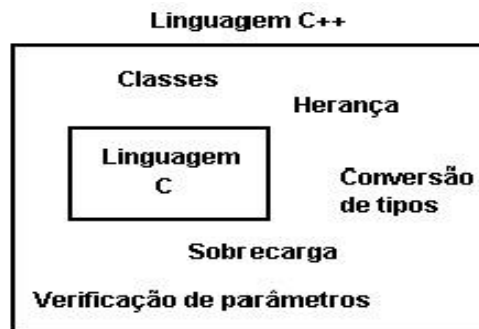 Linguagem C++
Classes
Herança
Linguagem
C
Conversão
de tipos
Sobrecarga
Verificação de parâmetros